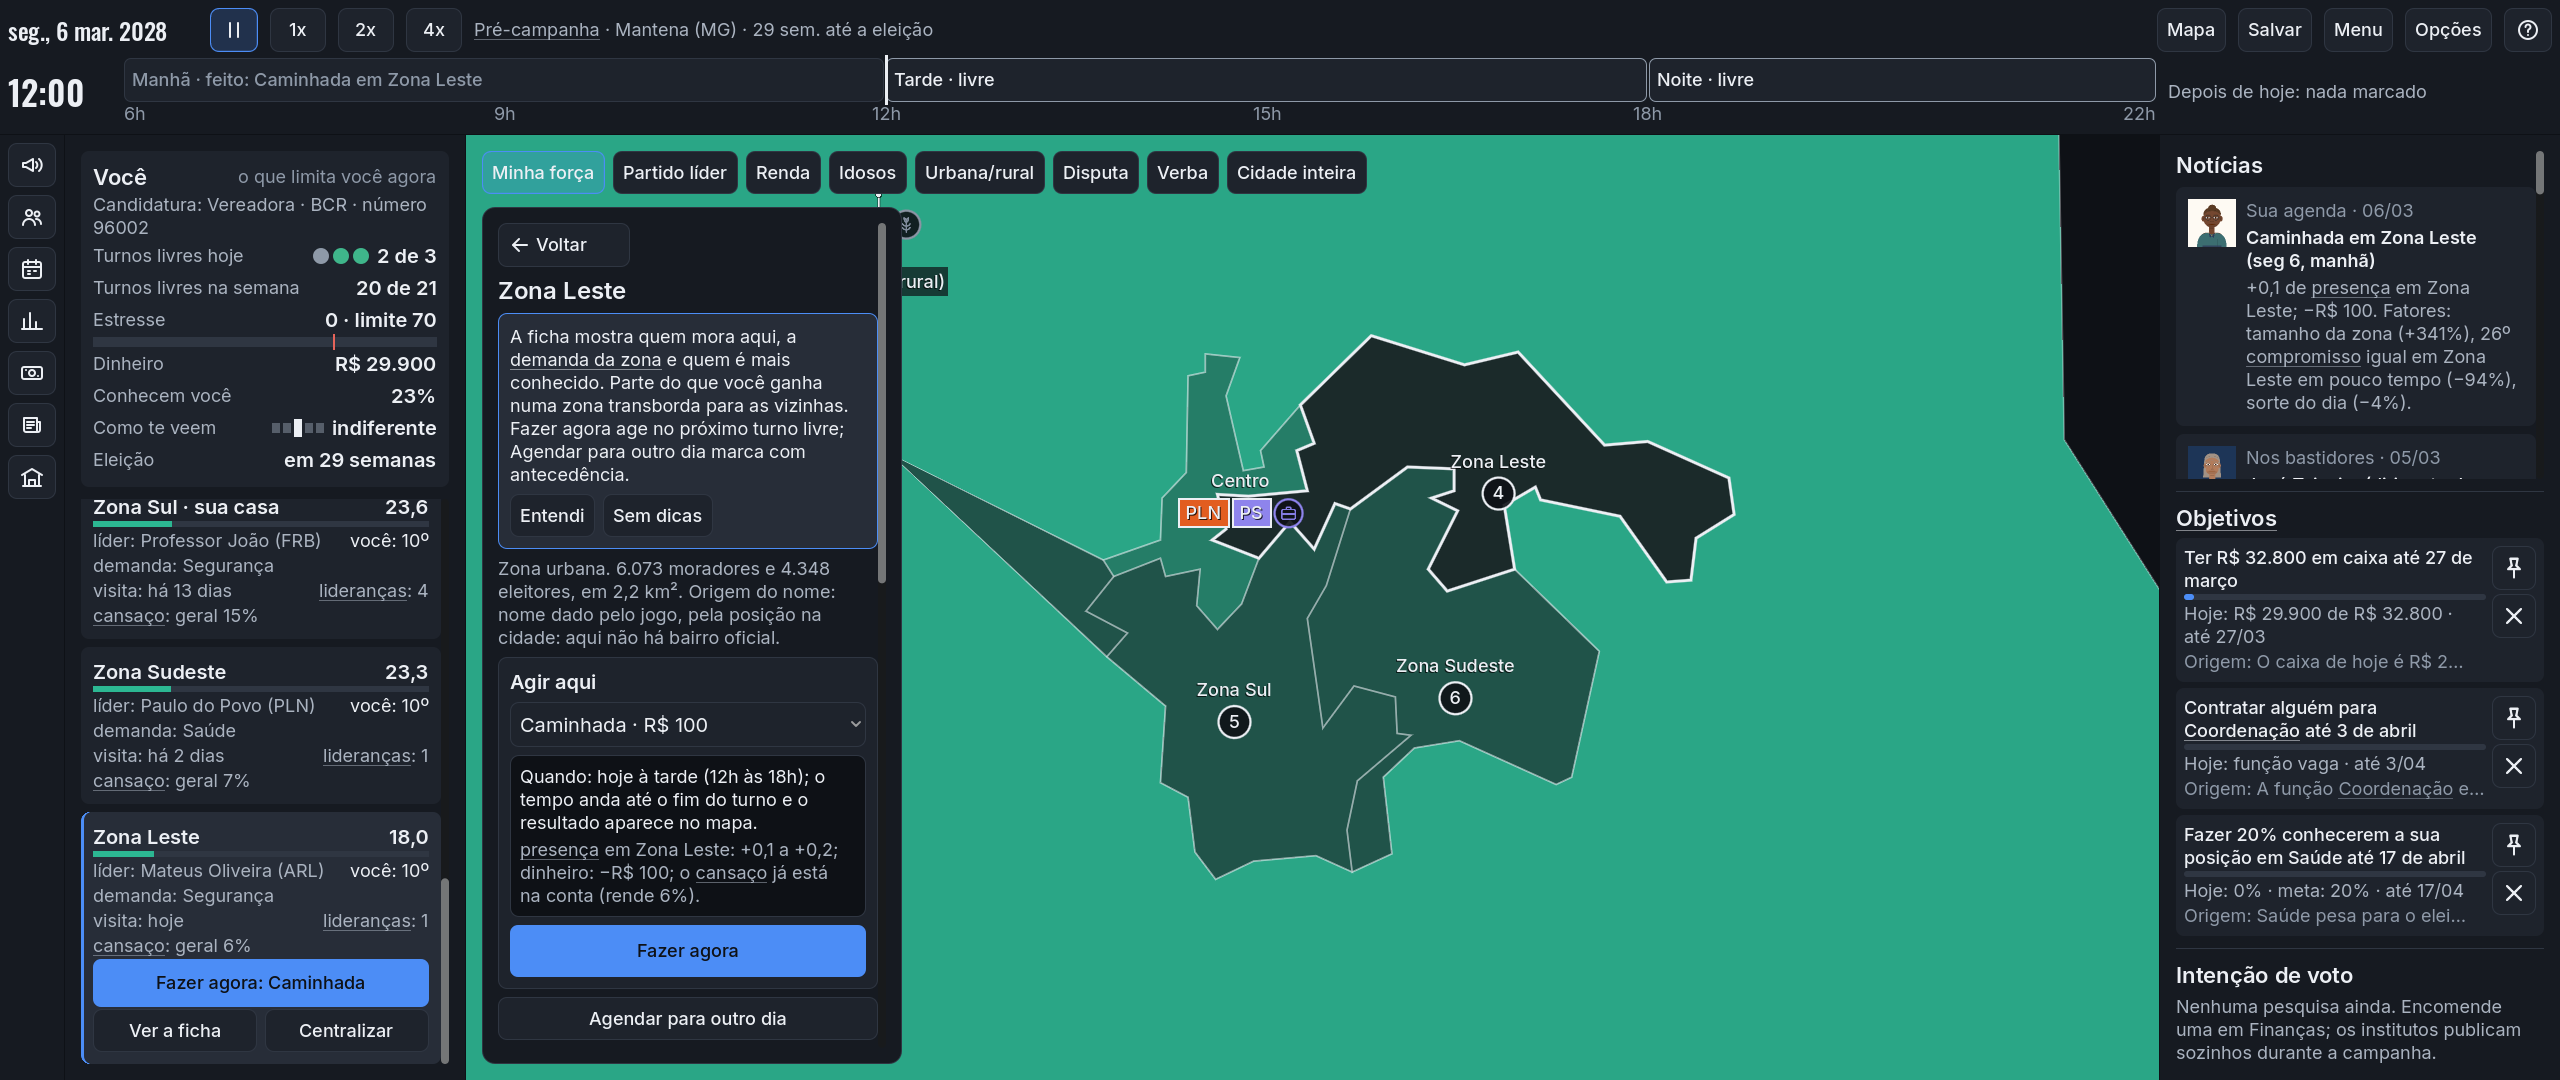 seg., 6 mar. 2028
1x
2x
4x
Pré-campanha · Mantena (MG) · 29 sem. até a eleição
Mapa
Salvar
Menu
Opções
12:00
Manhã · feito: Caminhada em Zona Leste
Tarde · livre
Noite · livre
Depois de hoje: nada marcado
6h
9h
12h
15h
18h
22h
Você
o que limita você agora
Candidatura: Vereadora · BCR · número
96002
Turnos livres hoje
2 de 3
Turnos livres na semana
20 de 21
Estresse
0 · limite 70
Dinheiro
R$ 29.900
Conhecem você
23%
Como te veem
indiferente
Eleição
em 29 semanas
Zona Sul · sua casa
23,6
líder: Professor João (FRB)
você: 10º
demanda: Segurança
visita: há 13 dias
lideranças: 4
cansaço: geral 15%
Zona Sudeste
23,3
líder: Paulo do Povo (PLN)
você: 10º
demanda: Saúde
visita: há 2 dias
lideranças: 1
cansaço: geral 7%
Zona Leste
18,0
líder: Mateus Oliveira (ARL)
você: 10º
demanda: Segurança
visita: hoje
lideranças: 1
cansaço: geral 6%
Fazer agora: Caminhada
Ver a ficha
Centralizar
Minha força
Partido líder
Renda
Idosos
Urbana/rural
Disputa
Verba
Cidade inteira
Voltar
Zona Leste
A ficha mostra quem mora aqui, a
demanda da zona e quem é mais
conhecido. Parte do que você ganha
numa zona transborda para as vizinhas.
Fazer agora age no próximo turno livre;
Agendar para outro dia marca com
antecedência.
Entendi
Sem dicas
Zona urbana. 6.073 moradores e 4.348
eleitores, em 2,2 km². Origem do nome:
nome dado pelo jogo, pela posição na
cidade: aqui não há bairro oficial.
Agir aqui
Caminhada · R$ 100
Quando: hoje à tarde (12h às 18h); o
tempo anda até o fim do turno e o
resultado aparece no mapa.
presença em Zona Leste: +0,1 a +0,2;
dinheiro: −R$ 100; o cansaço já está
na conta (rende 6%).
Fazer agora
Agendar para outro dia
rural)
Centro
PLN
PS
Zona Leste
4
Zona Sudeste
6
Zona Sul
5
Notícias
Sua agenda · 06/03
Caminhada em Zona Leste
(seg 6, manhã)
+0,1 de presença em Zona
Leste; −R$ 100. Fatores:
tamanho da zona (+341%), 26º
compromisso igual em Zona
Leste em pouco tempo (−94%),
sorte do dia (−4%).
Nos bastidores · 05/03
Objetivos
Ter R$ 32.800 em caixa até 27 de
março
Hoje: R$ 29.900 de R$ 32.800 ·
até 27/03
Origem: O caixa de hoje é R$ 2...
Contratar alguém para
Coordenação até 3 de abril
Hoje: função vaga · até 3/04
Origem: A função Coordenação e...
Fazer 20% conhecerem a sua
posição em Saúde até 17 de abril
Hoje: 0% · meta: 20% · até 17/04
Origem: Saúde pesa para o elei...
Intenção de voto
Nenhuma pesquisa ainda. Encomende
uma em Finanças; os institutos publicam
sozinhos durante a campanha.